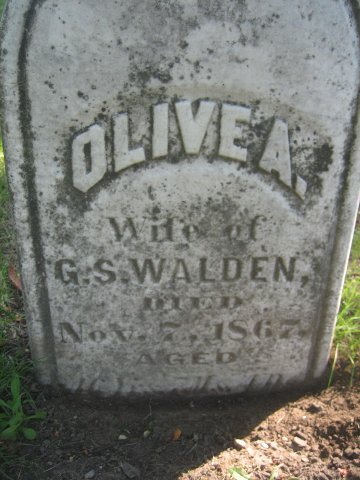 OLIVE A.
Wife of
G.S.WALDEN,
DIED
Nov. 7. 1867.
AGED